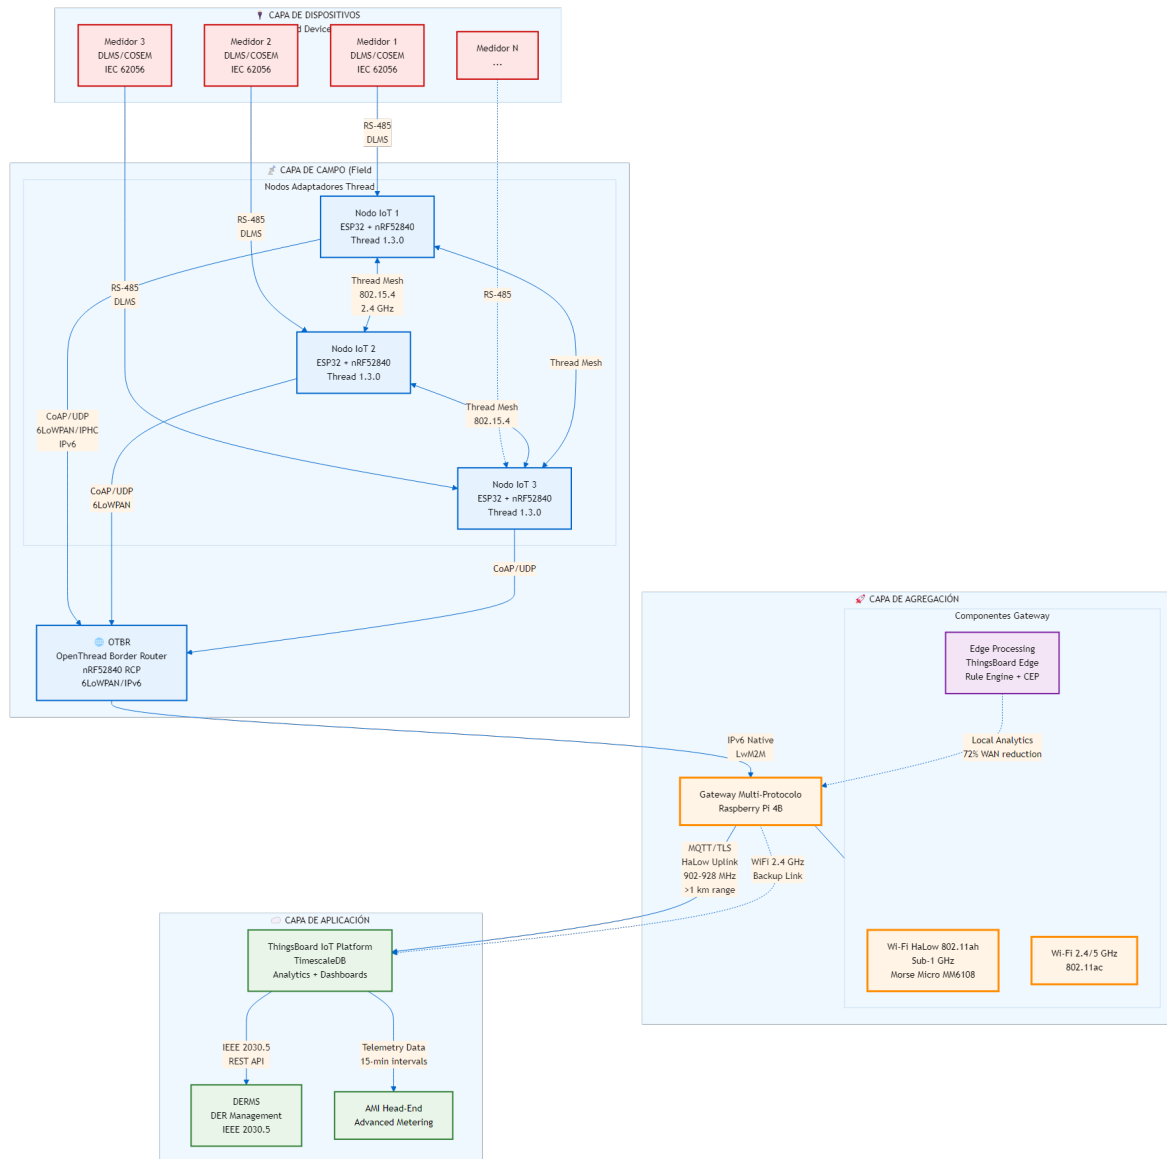 CAPA DE DISPOSITIVOS
d Device
Medidor 3
DLMS/COSEM
IEC 62056
Medidor 2
DLMS/COSEM
IEC 62056
Medidor 1
DLMS/COSEM
IEC 62056
Medidor N
...
RS-485
DLMS
CAPA DE CAMPO (Field
Nodos Adaptadores Thread
Nodo IoT 1
ESP32 + nRF52840
Thread 1.3.0
RS-485
DLMS
RS-485
DLMS
Thread Mesh
802.15.4
2.4 GHz
RS-485
Nodo IoT 2
ESP32 + nRF52840
Thread 1.3.0
Thread Mesh
CoAP/UDP
6LoWPAN/IPHC
IPv6
Thread Mesh
802.15.4
CoAP/UDP
6LoWPAN
Nodo IoT 3
ESP32 + nRF52840
Thread 1.3.0
CoAP/UDP
OTBR
OpenThread Border Router
nRF52840 RCP
6LoWPAN/IPv6
CAPA DE AGREGACIÓN
Componentes Gateway
Edge Processing
ThingsBoard Edge
Rule Engine + CEP
IPv6 Native
LwM2M
Local Analytics
72% WAN reduction
Gateway Multi-Protocolo
Raspberry Pi 4B
MQTT/TLS
HaLow Uplink
902-928 MHz
>1 km range
WiFi 2.4 GHz
Backup Link
Wi-Fi HaLow 802.11ah
Sub-1 GHz
Morse Micro MM6108
Wi-Fi 2.4/5 GHz
802.11ac
CAPA DE APLICACIÓN
ThingsBoard IoT Platform
TimescaleDB
Analytics + Dashboards
IEEE 2030.5
REST API
Telemetry Data
15-min intervals
DERMS
DER Management
IEEE 2030.5
AMI Head-End
Advanced Metering